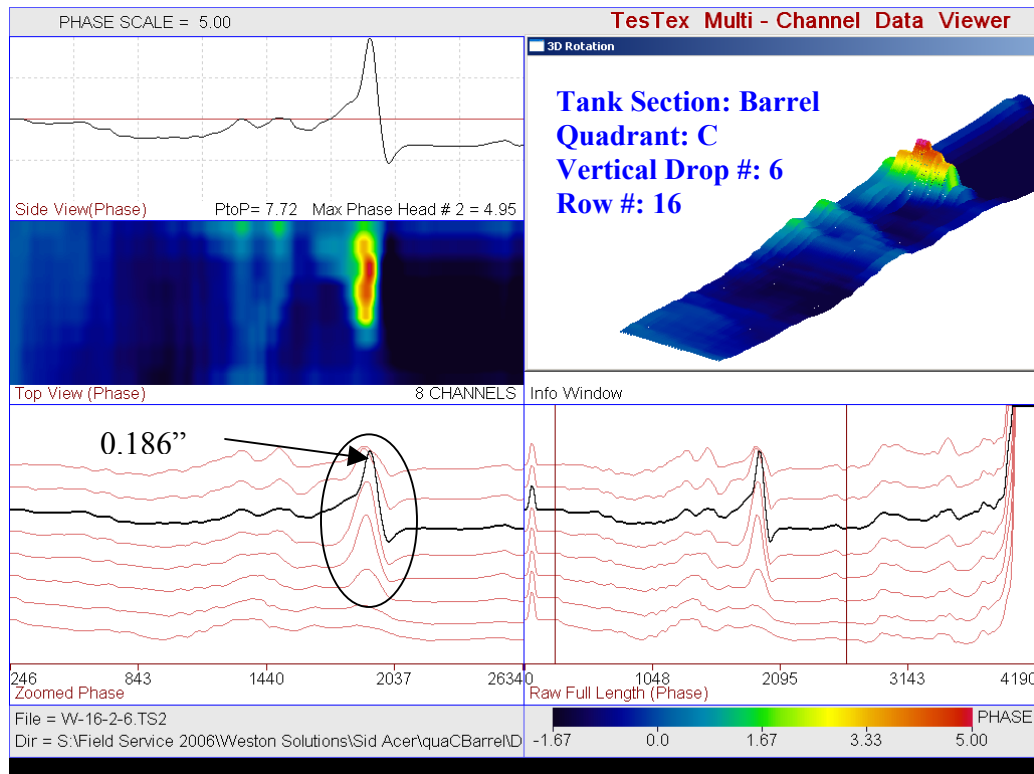 PHASE SCALE = 5.00
TesTex Multi - Channel Data Viewer
3D Rotation
Tank Section: Barrel
Quadrant: C
Vertical Drop #: 6
Row #: 16
Side View(Phase) PtoP= 7.72 Max Phase Head # 2 = 4.95
Top View (Phase) 8 CHANNELS
Info Window
0.186”
246 843 1440 2037 2634
Zoomed Phase
0 1048 2095 3143 4190
Raw Full Length (Phase)
File = W-16-2-6.TS2
Dir = S:\Field Service 2006\Weston Solutions\Sid Acer\quaCBarrel\D
PHASE
-1.67 0.0 1.67 3.33 5.00